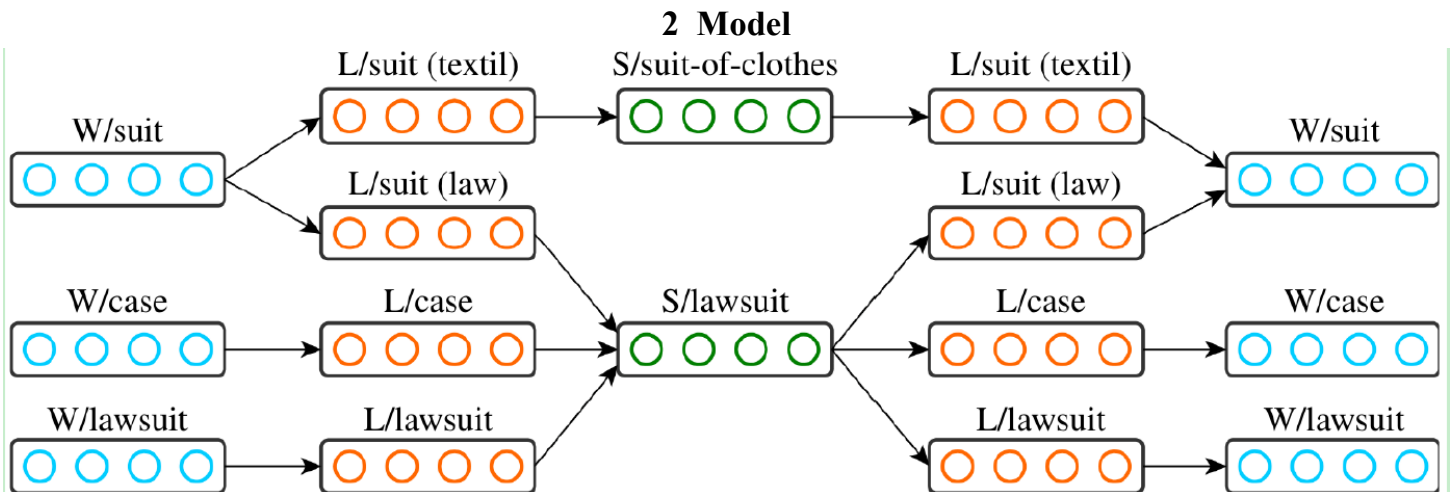 2 Model
L/suit (textil) S/suit-of-clothes L/suit (textil)
W/suit W/suit
L/suit (law) L/suit (law)
W/case L/case S/lawsuit L/case W/case
W/lawsuit L/lawsuit L/lawsuit W/lawsuit